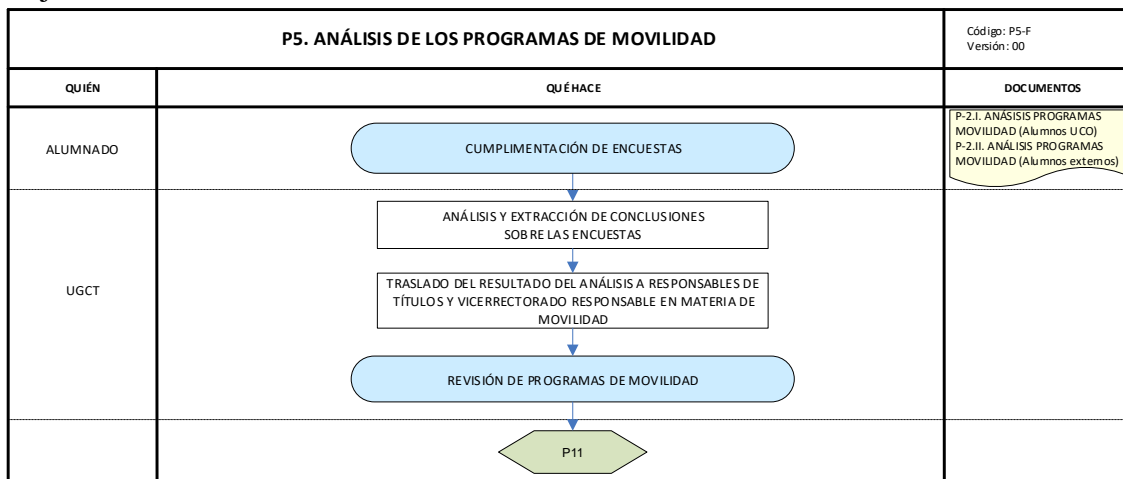 P5. ANÁLISIS DE LOS PROGRAMAS DE MOVILIDAD
Código: P5-F
Versión: 00
QUIÉN
QUÉ HACE
DOCUMENTOS
ALUMNADO
CUMPLIMENTACIÓN DE ENCUESTAS
P-2.I. ANÁSISIS PROGRAMAS
MOVILIDAD (Alumnos UCO)
P-2.II. ANÁLISIS PROGRAMAS
MOVILIDAD (Alumnos externos)
UGCT
ANÁLISIS Y EXTRACCIÓN DE CONCLUSIONES
SOBRE LAS ENCUESTAS
TRASLADO DEL RESULTADO DEL ANÁLISIS A RESPONSABLES DE
TÍTULOS Y VICERRECTORADO RESPONSABLE EN MATERIA DE
MOVILIDAD
REVISIÓN DE PROGRAMAS DE MOVILIDAD
P11